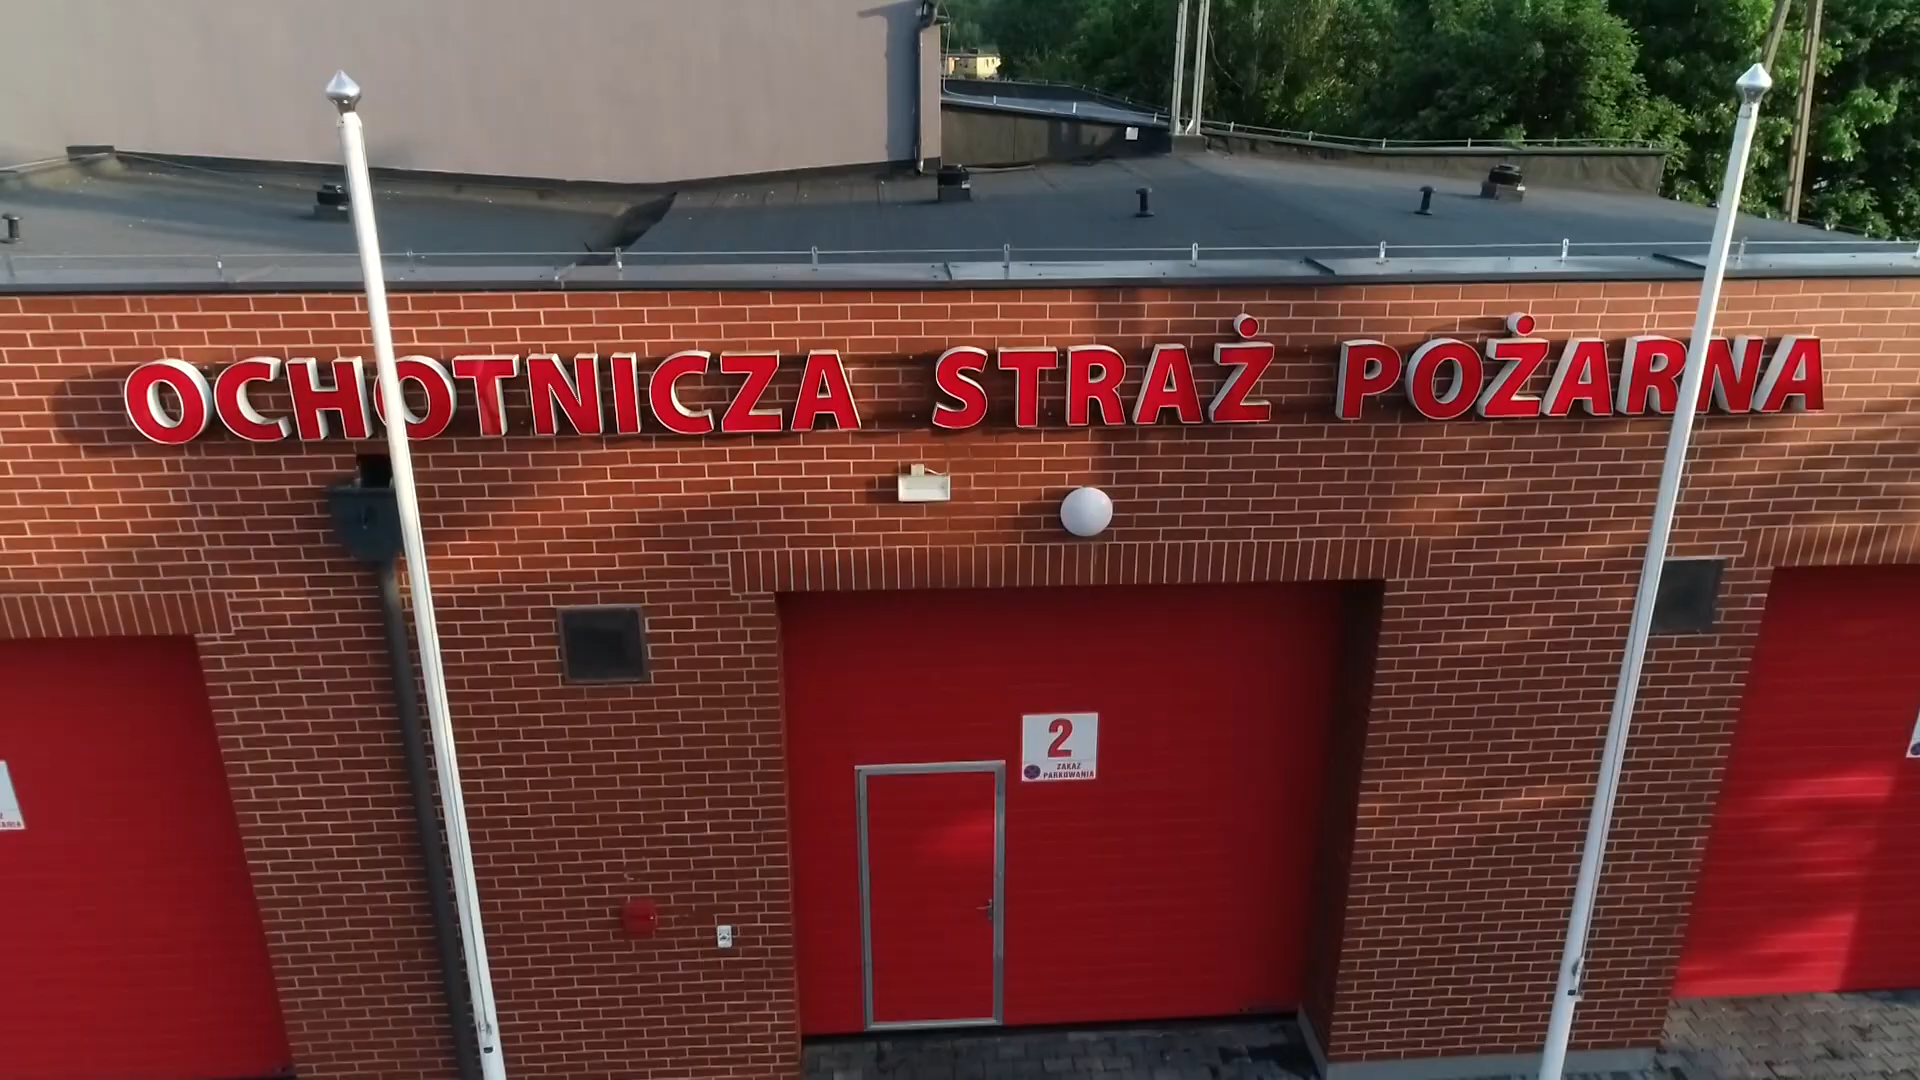 OCHOTNICZA STRAŻ POŻARNA
2
ZAKAZ
PARKOWANIA